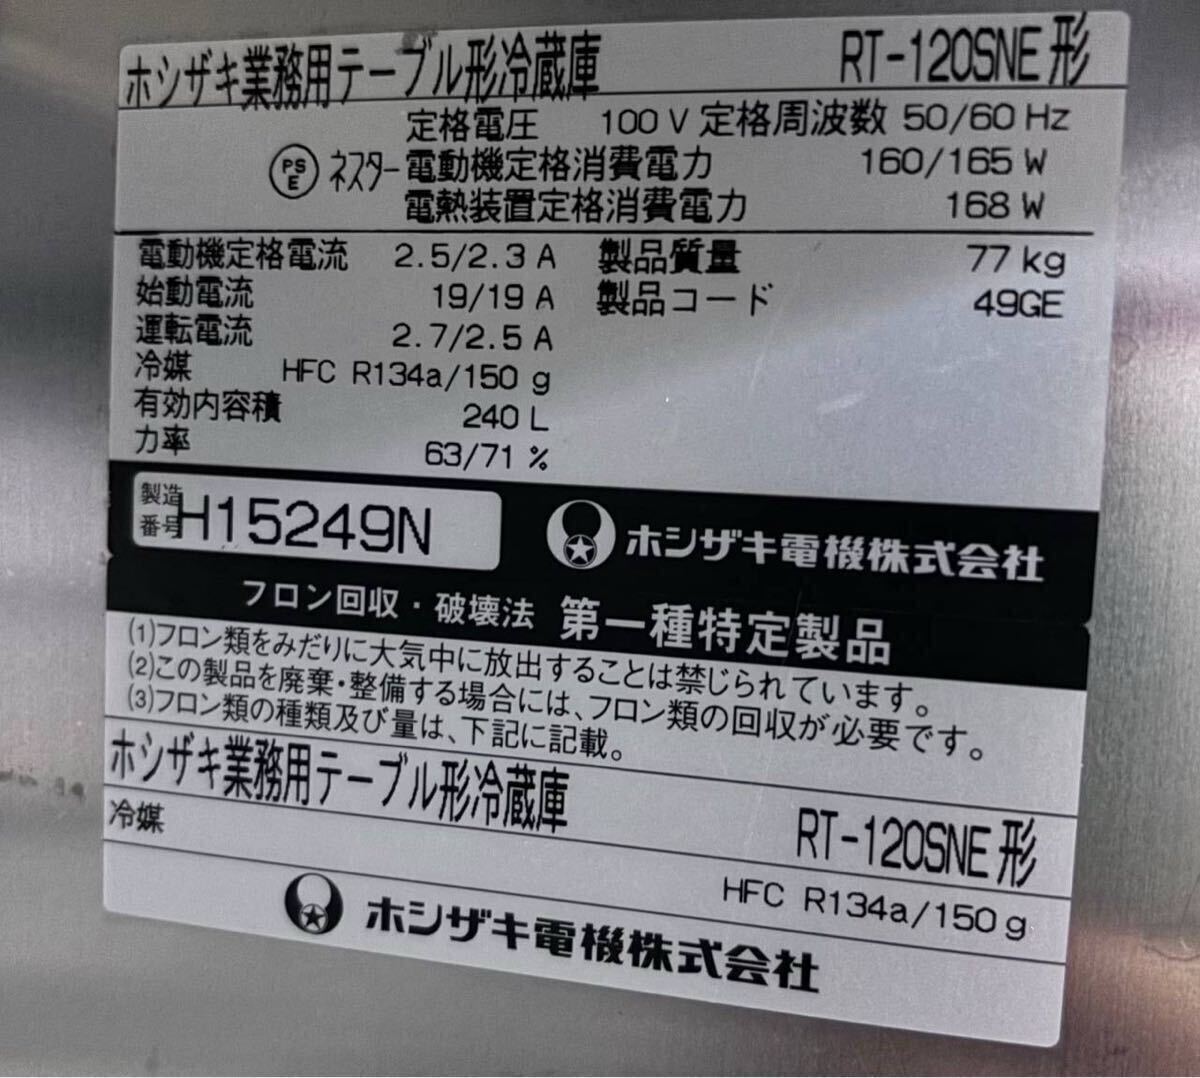 ホシザキ業務用テーブル形冷蔵庫 RT-120SNE形
定格電圧 100V 定格周波数 50/60 Hz
PSE ネスター 電動機定格消費電力 160/165 W
電熱装置定格消費電力 168 W
電動機定格電流 2.5/2.3 A 製品質量 77 kg
始動電流 19/19 A 製品コード 49GE
運転電流 2.7/2.5 A
冷媒 HFC R134a/150 g
有効内容積 240 L
力率 63/71 %
製造番号 H15249N ホシザキ電機株式会社
フロン回収・破壊法 第一種特定製品
(1)フロン類をみだりに大気中に放出することは禁じられています。
(2)この製品を廃棄・整備する場合には、フロン類の回収が必要です。
(3)フロン類の種類及び量は、下記に記載。
ホシザキ業務用テーブル形冷蔵庫 RT-120SNE形
冷媒 HFC R134a/150 g
ホシザキ電機株式会社